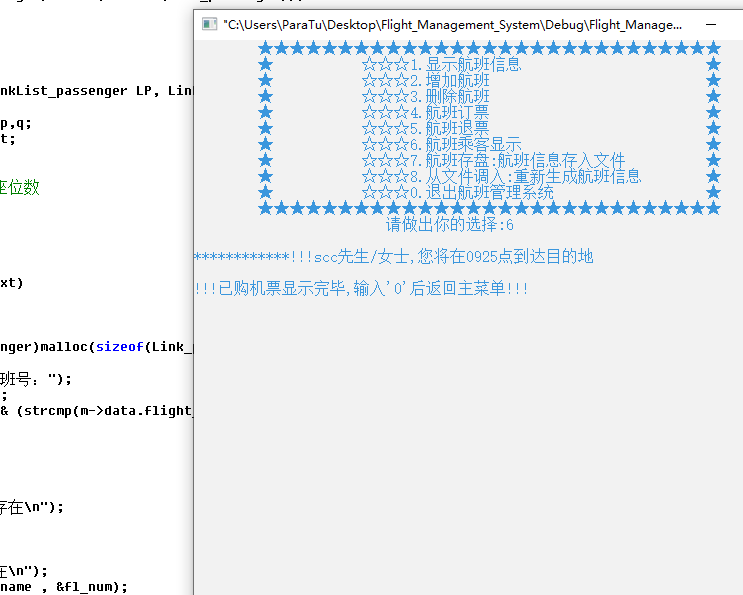 "C:\Users\ParaTu\Desktop\Flight_Management_System\Debug\Flight_Manage...
★★★★★★★★★★★★★★★★★★★★★★★★★★★★★
★ ☆☆☆1.显示航班信息 ★
★ ☆☆☆2.增加航班 ★
★ ☆☆☆3.删除航班 ★
★ ☆☆☆4.航班订票 ★
★ ☆☆☆5.航班退票 ★
★ ☆☆☆6.航班乘客显示 ★
★ ☆☆☆7.航班存盘:航班信息存入文件 ★
★ ☆☆☆8.从文件调入:重新生成航班信息 ★
★ ☆☆☆0.退出航班管理系统 ★
★★★★★★★★★★★★★★★★★★★★★★★★★★★★★
请做出你的选择:6
************!!!scc先生/女士,您将在0925点到达目的地
!!!已购机票显示完毕,输入'0'后返回主菜单!!!
nkList_passenger LP, Lin
p,q;
t;
座位数
xt)
nger)malloc(sizeof(Link_
班号: ");
;
& (strcmp(m->data.flight_
存在\n");
在\n");
name , &fl_num);